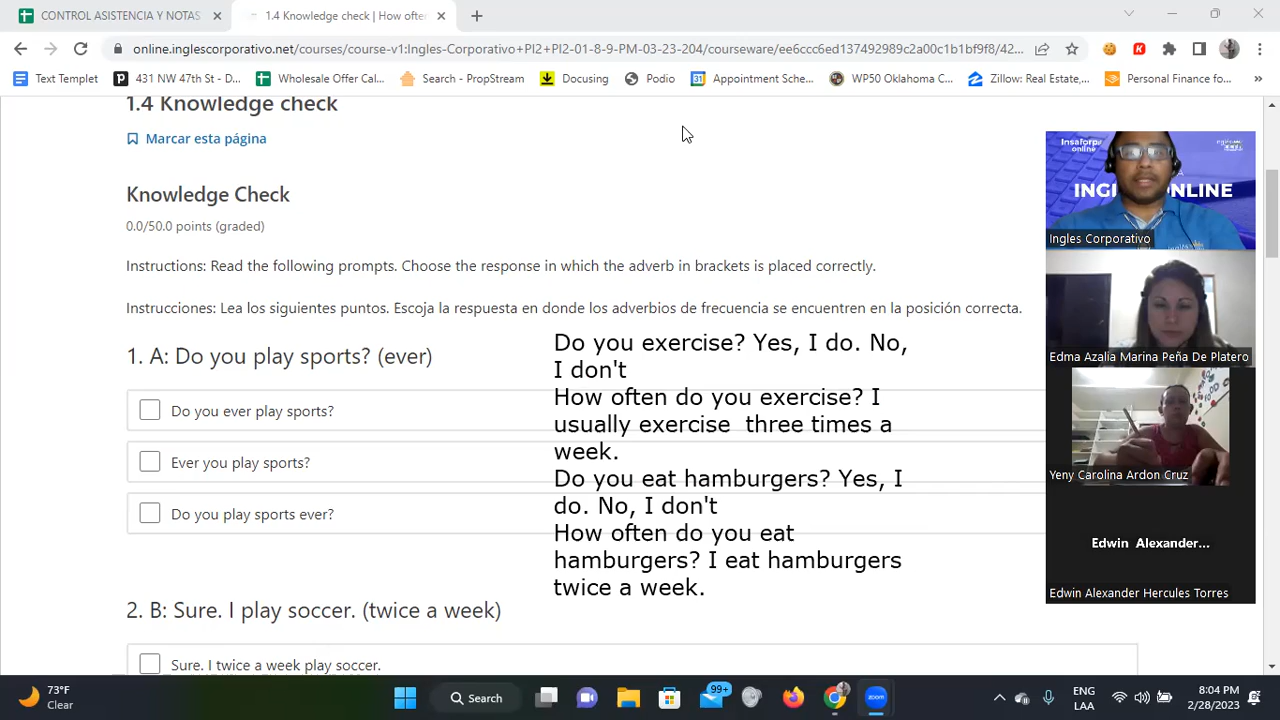 CONTROL ASISTENCIA Y NOTAS
1.4 Knowledge check | How ofte
online.inglescorporativo.net/courses/course-v1:Ingles-Corporativo+PI2+PI2-01-8-9-PM-03-23-204/courseware/ee6ccc6ed137492989c2a00c1b1bf9f8/42...
Text Templet
431 NW 47th St - D...
Wholesale Offer Cal...
Search - PropStream
Docusing
Podio
Appointment Sche...
WP50 Oklahoma C...
Zillow: Real Estate,...
Personal Finance fo...
1.4 Knowledge check
Marcar esta página
Knowledge Check
0.0/50.0 points (graded)
Instructions: Read the following prompts. Choose the response in which the adverb in brackets is placed correctly.
Instrucciones: Lea los siguientes puntos. Escoja la respuesta en donde los adverbios de frecuencia se encuentren en la posición correcta.
1. A: Do you play sports? (ever)
Do you ever play sports?
Ever you play sports?
Do you play sports ever?
2. B: Sure. I play soccer. (twice a week)
Sure. I twice a week play soccer.
Do you exercise? Yes, I do. No,
I don't
How often do you exercise? I
usually exercise  three times a
week.
Do you eat hamburgers? Yes, I
do. No, I don't
How often do you eat
hamburgers? I eat hamburgers
twice a week.
Ingles Corporativo
Edma Azalia Marina Peña De Platero
Yeny Carolina Ardon Cruz
Edwin Alexander...
Edwin Alexander Hercules Torres
73°F
Clear
Search
99+
zoom
ENG
LAA
8:04 PM
2/28/2023